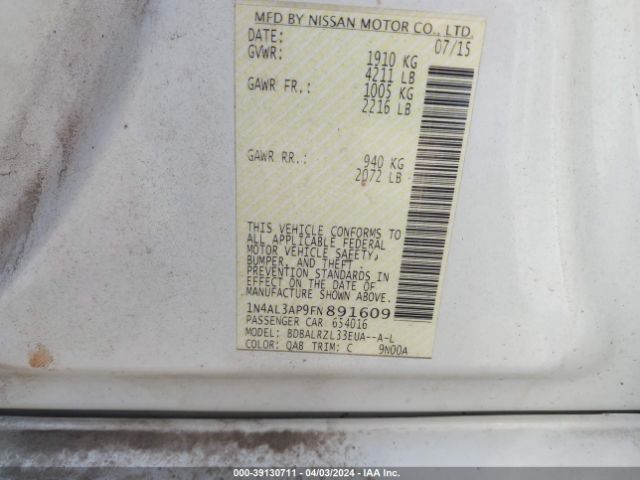 MFD BY NISSAN MOTOR CO., LTD.
DATE: 07/15
GVWR: 1910 KG
4211 LB
GAWR FR.: 1005 KG
2216 LB
GAWR RR.: 940 KG
2072 LB
THIS VEHICLE CONFORMS TO
ALL APPLICABLE FEDERAL
MOTOR VEHICLE SAFETY,
BUMPER, AND THEFT
PREVENTION STANDARDS IN
EFFECT ON THE DATE OF
MANUFACTURE SHOWN ABOVE.
1N4AL3AP9FN891609
PASSENGER CAR 654016
MODEL: BDBALRZL33EUA--A-L
COLOR: QAB TRIM: C 9N00A
000-39130711 - 04/03/2024 - IAA Inc.